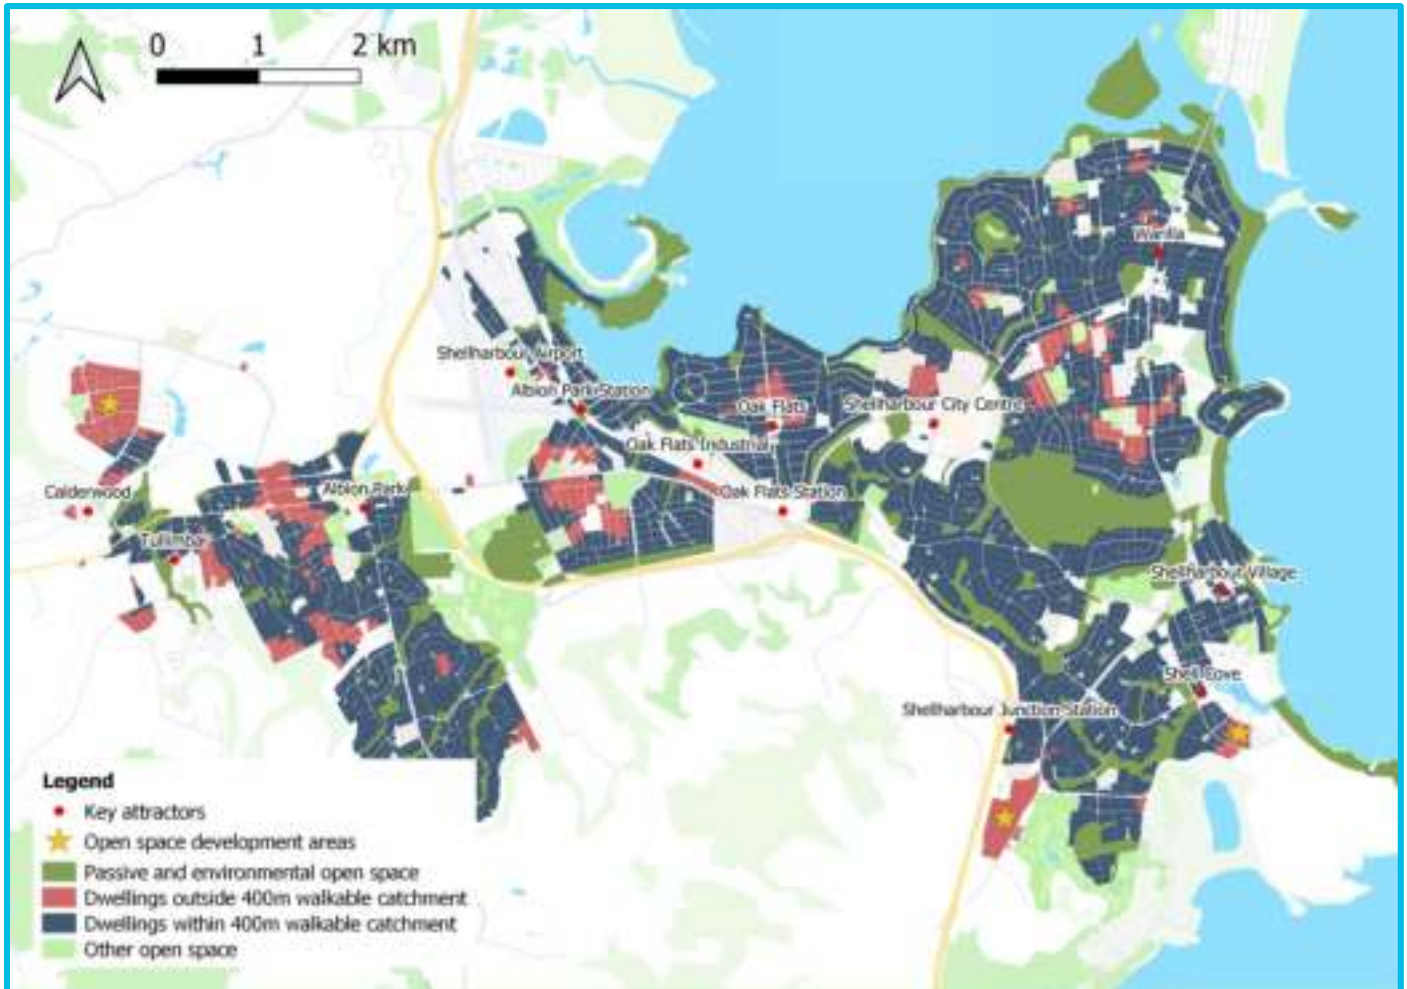 0 1 2 km
Warilla
Shellharbour Airport
Albion Park Station
Oak Flats
Shellharbour City Centre
Oak Flats Industrial
Albion Park
Oak Flats Station
Calderwood
Tullimbar
Shellharbour Village
Shell Cove
Shellharbour Junction Station
Legend
Key attractors
Open space development areas
Passive and environmental open space
Dwellings outside 400m walkable catchment
Dwellings within 400m walkable catchment
Other open space